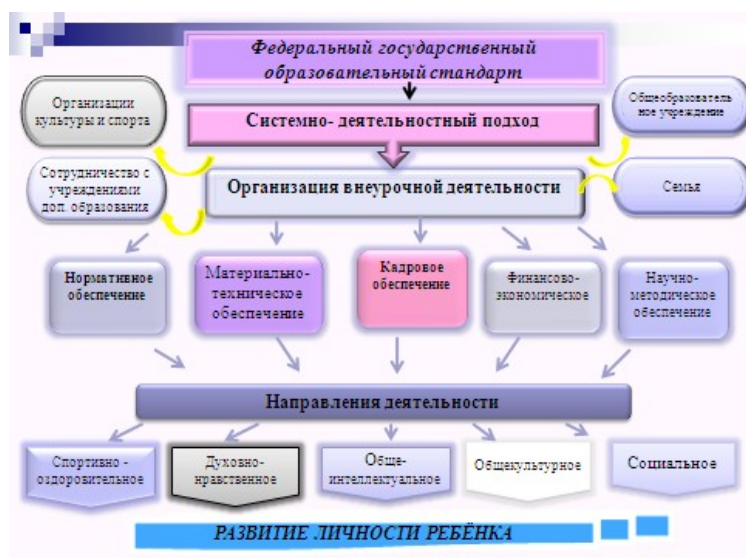 Федеральный государственный
образовательный стандарт
Организации
культуры и спорта
Системно- деятельностный подход
Общеобразователь
ное учреждение
Сотрудничество с
учреждениями
доп. образования
Организация внеурочной деятельности
Семья
Нормативное
обеспечение
Материально-
техническое
обеспечение
Кадровое
обеспечение
Финансово-
экономическое
Научно-
методическое
обеспечение
Направления деятельности
Спортивно -
оздоровительное
Духовно-
нравственное
Обще-
интеллектуальное
Общекультурное
Социальное
РАЗВИТИЕ ЛИЧНОСТИ РЕБЁНКА